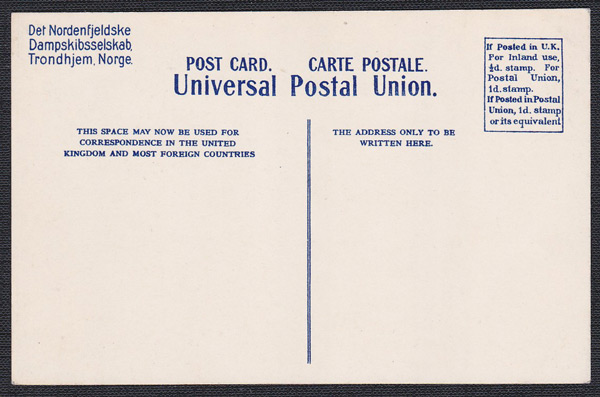 Det Nordenfjeldske
Dampskibsselskab,
Trondhjem, Norge.
POST CARD. CARTE POSTALE.
Universal Postal Union.
If Posted in U.K.
For Inland use,
½d. stamp. For
Postal Union,
1d. stamp.
If Posted in Postal
Union, 1d. stamp
or its equivalent
THIS SPACE MAY NOW BE USED FOR
CORRESPONDENCE IN THE UNITED
KINGDOM AND MOST FOREIGN COUNTRIES
THE ADDRESS ONLY TO BE
WRITTEN HERE.